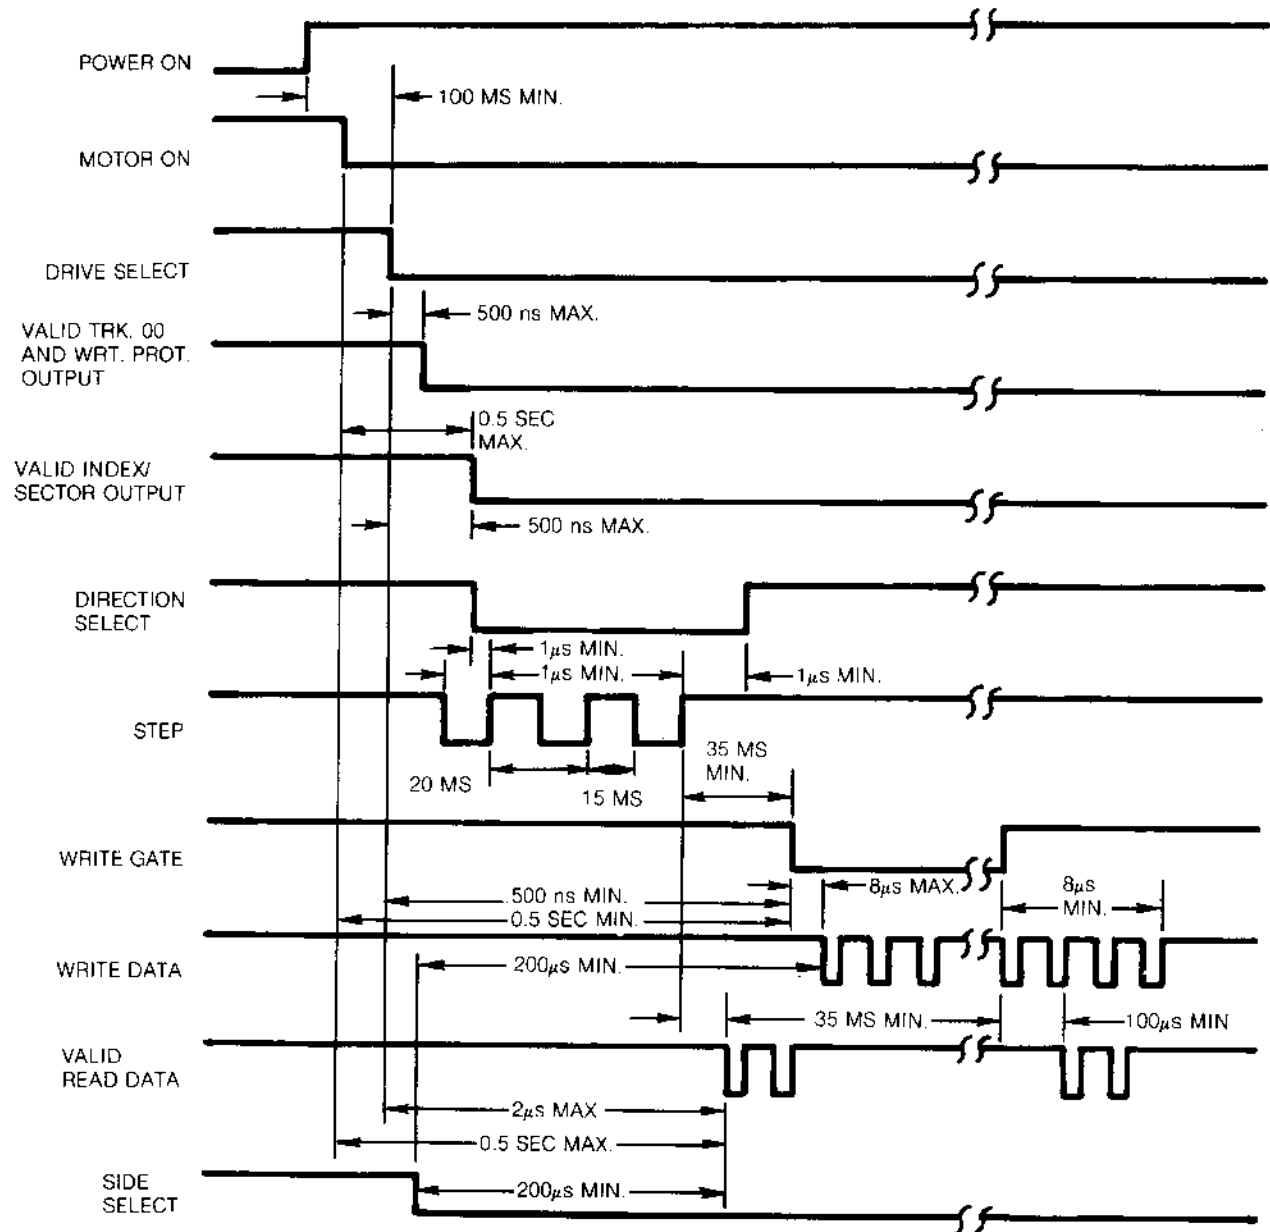 POWER ON
100 MS MIN.
MOTOR ON
DRIVE SELECT
500 ns MAX.
VALID TRK. 00
AND WRT. PROT.
OUTPUT
0.5 SEC
MAX.
VALID INDEX/
SECTOR OUTPUT
500 ns MAX.
DIRECTION
SELECT
1µs MIN.
1µs MIN.
1µs MIN.
STEP
35 MS
MIN.
20 MS
15 MS
WRITE GATE
8µs MAX.
8µs
MIN.
500 ns MIN.
0.5 SEC MIN.
WRITE DATA
200µs MIN.
35 MS MIN.
100µs MIN
VALID
READ DATA
2µs MAX
0.5 SEC MAX.
SIDE
SELECT
200µs MIN.